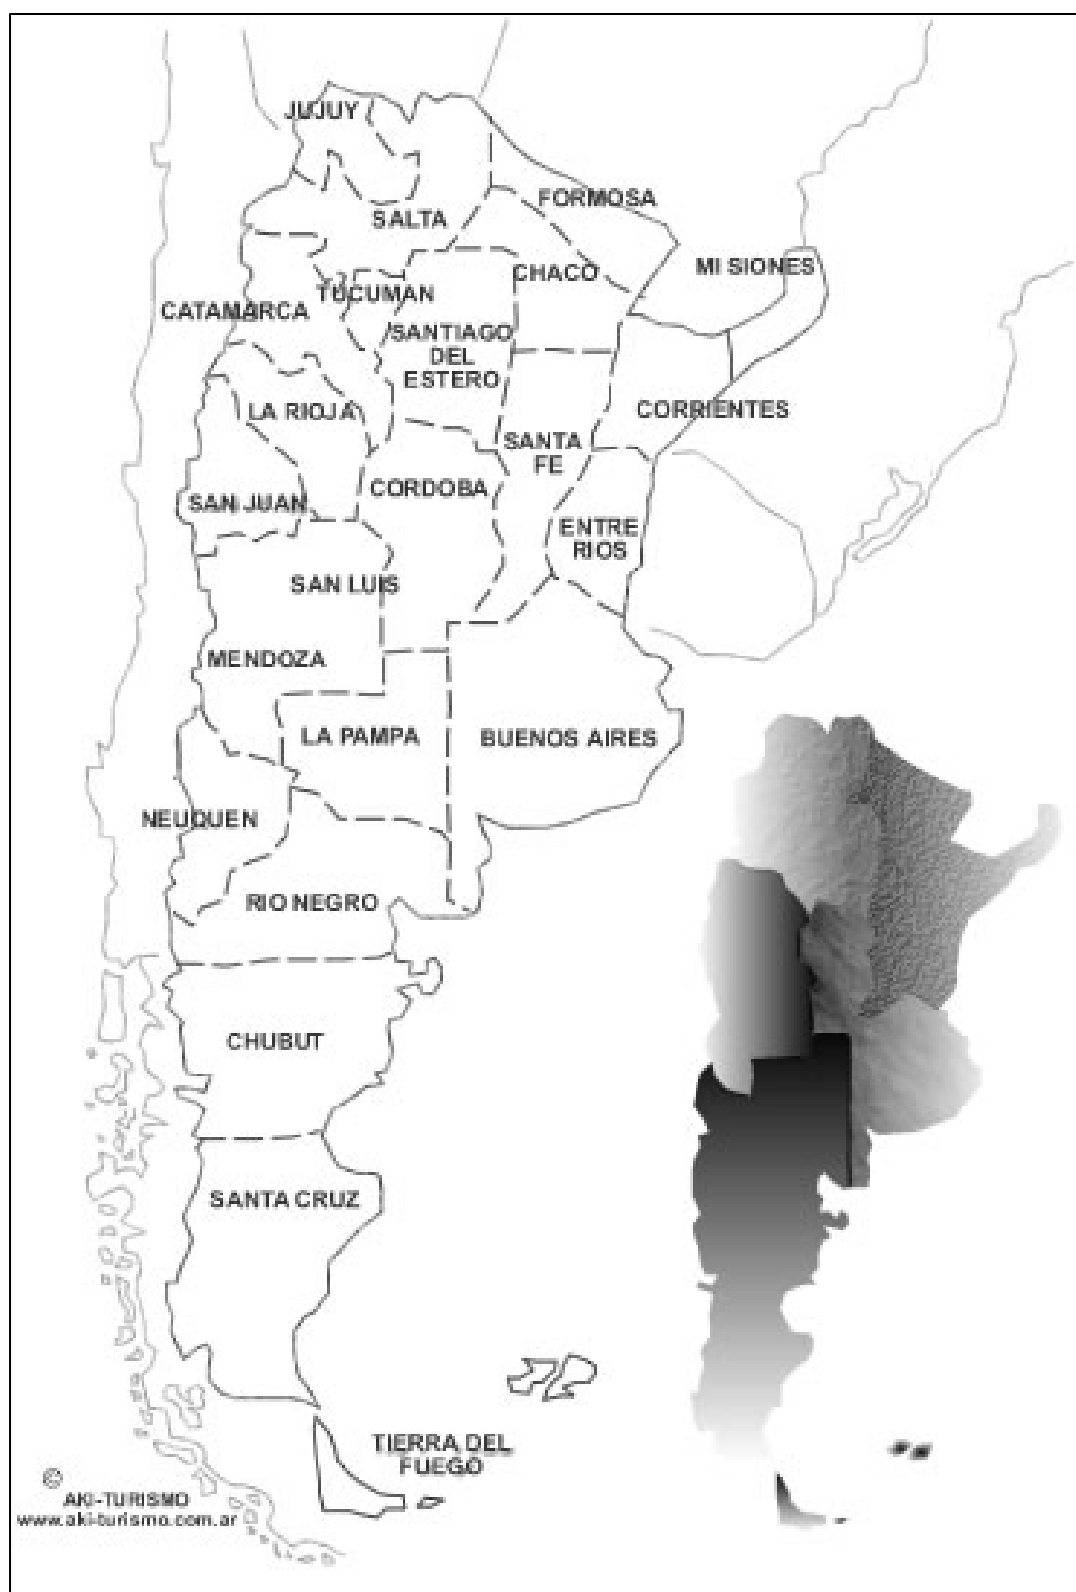 JUJUY
FORMOSA
SALTA
MISIONES
CHACO
TUCUMAN
CATAMARCA
SANTIAGO
DEL
ESTERO
LA RIOJA
CORRIENTES
SANTA
FE
CORDOBA
SAN JUAN
ENTRE
RIOS
SAN LUIS
MENDOZA
LA PAMPA
BUENOS AIRES
NEUQUEN
RIO NEGRO
CHUBUT
SANTA CRUZ
TIERRA DEL
FUEGO
©
AKI-TURISMO
www.aki-turismo.com.ar